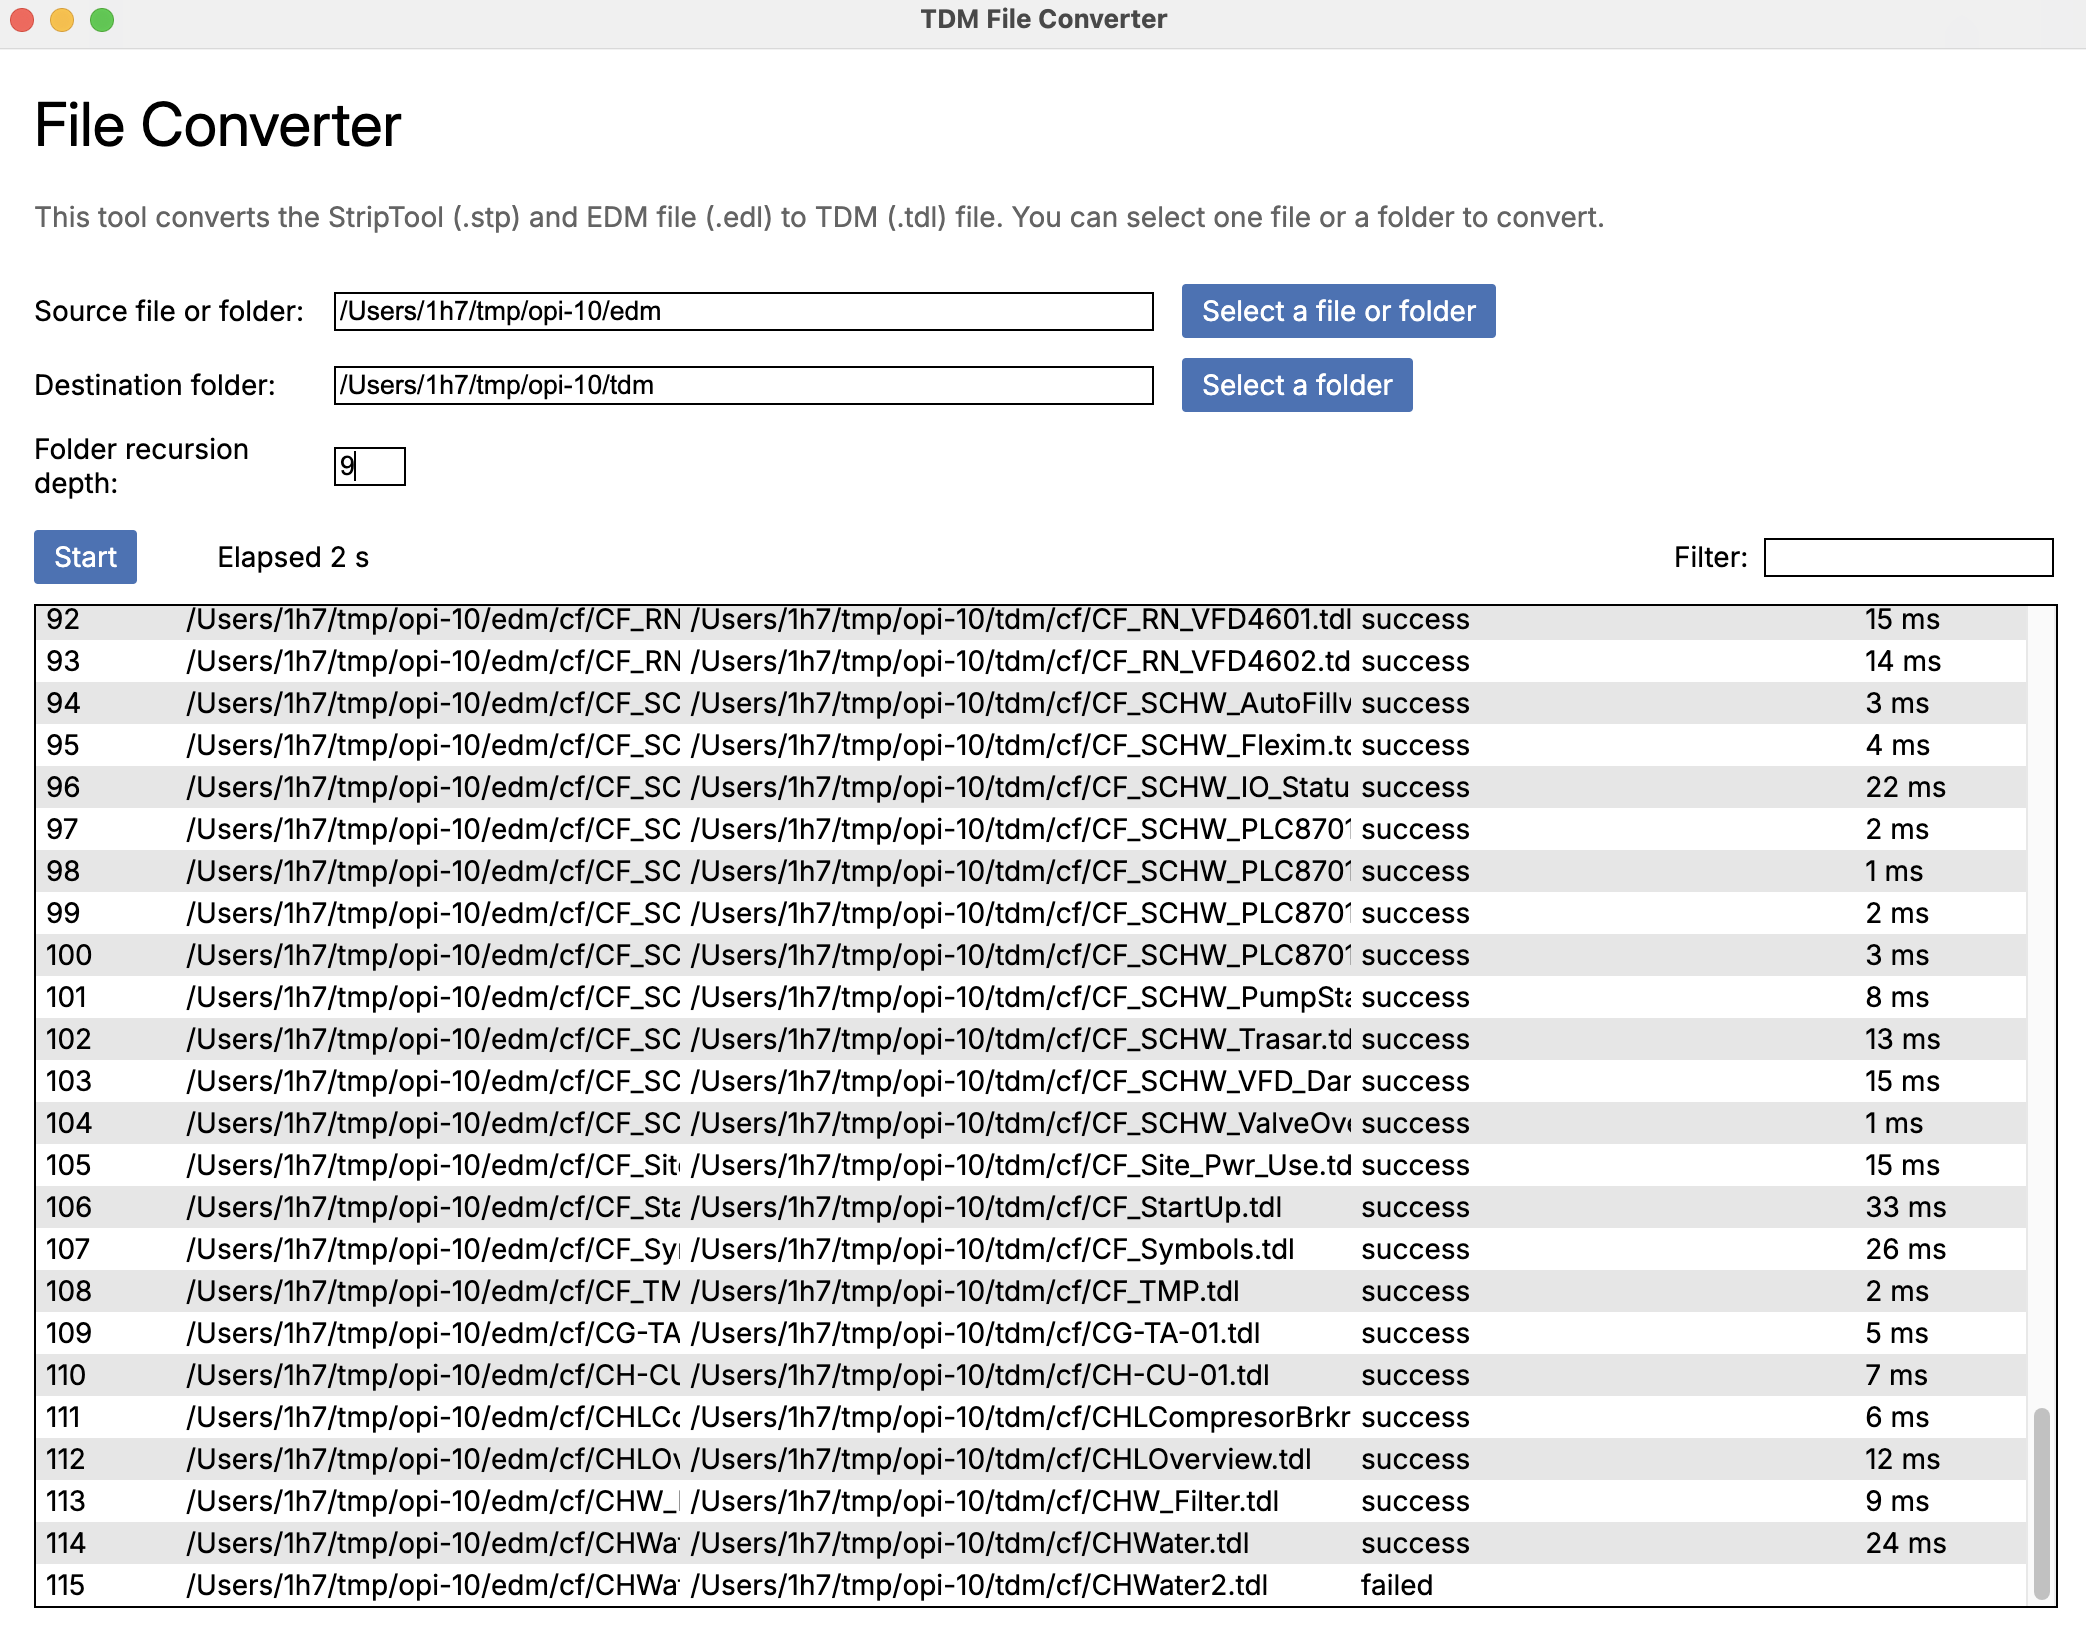 TDM File Converter
File Converter
This tool converts the StripTool (.stp) and EDM file (.edl) to TDM (.tdl) file. You can select one file or a folder to convert.
Source file or folder: /Users/1h7/tmp/opi-10/edm Select a file or folder
Destination folder: /Users/1h7/tmp/opi-10/tdm Select a folder
Folder recursion
depth: 9
Start Elapsed 2 s Filter:
92 /Users/1h7/tmp/opi-10/edm/cf/CF_RN /Users/1h7/tmp/opi-10/tdm/cf/CF_RN_VFD4601.tdl success 15 ms
93 /Users/1h7/tmp/opi-10/edm/cf/CF_RN /Users/1h7/tmp/opi-10/tdm/cf/CF_RN_VFD4602.td success 14 ms
94 /Users/1h7/tmp/opi-10/edm/cf/CF_SC /Users/1h7/tmp/opi-10/tdm/cf/CF_SCHW_AutoFillv success 3 ms
95 /Users/1h7/tmp/opi-10/edm/cf/CF_SC /Users/1h7/tmp/opi-10/tdm/cf/CF_SCHW_Flexim.td success 4 ms
96 /Users/1h7/tmp/opi-10/edm/cf/CF_SC /Users/1h7/tmp/opi-10/tdm/cf/CF_SCHW_IO_Statu success 22 ms
97 /Users/1h7/tmp/opi-10/edm/cf/CF_SC /Users/1h7/tmp/opi-10/tdm/cf/CF_SCHW_PLC8701 success 2 ms
98 /Users/1h7/tmp/opi-10/edm/cf/CF_SC /Users/1h7/tmp/opi-10/tdm/cf/CF_SCHW_PLC8701 success 1 ms
99 /Users/1h7/tmp/opi-10/edm/cf/CF_SC /Users/1h7/tmp/opi-10/tdm/cf/CF_SCHW_PLC8701 success 2 ms
100 /Users/1h7/tmp/opi-10/edm/cf/CF_SC /Users/1h7/tmp/opi-10/tdm/cf/CF_SCHW_PLC8701 success 3 ms
101 /Users/1h7/tmp/opi-10/edm/cf/CF_SC /Users/1h7/tmp/opi-10/tdm/cf/CF_SCHW_PumpSta success 8 ms
102 /Users/1h7/tmp/opi-10/edm/cf/CF_SC /Users/1h7/tmp/opi-10/tdm/cf/CF_SCHW_Trasar.td success 13 ms
103 /Users/1h7/tmp/opi-10/edm/cf/CF_SC /Users/1h7/tmp/opi-10/tdm/cf/CF_SCHW_VFD_Dan success 15 ms
104 /Users/1h7/tmp/opi-10/edm/cf/CF_SC /Users/1h7/tmp/opi-10/tdm/cf/CF_SCHW_ValveOve success 1 ms
105 /Users/1h7/tmp/opi-10/edm/cf/CF_Site /Users/1h7/tmp/opi-10/tdm/cf/CF_Site_Pwr_Use.td success 15 ms
106 /Users/1h7/tmp/opi-10/edm/cf/CF_Sta /Users/1h7/tmp/opi-10/tdm/cf/CF_StartUp.tdl success 33 ms
107 /Users/1h7/tmp/opi-10/edm/cf/CF_Syr /Users/1h7/tmp/opi-10/tdm/cf/CF_Symbols.tdl success 26 ms
108 /Users/1h7/tmp/opi-10/edm/cf/CF_TM /Users/1h7/tmp/opi-10/tdm/cf/CF_TMP.tdl success 2 ms
109 /Users/1h7/tmp/opi-10/edm/cf/CG-TA /Users/1h7/tmp/opi-10/tdm/cf/CG-TA-01.tdl success 5 ms
110 /Users/1h7/tmp/opi-10/edm/cf/CH-CU /Users/1h7/tmp/opi-10/tdm/cf/CH-CU-01.tdl success 7 ms
111 /Users/1h7/tmp/opi-10/edm/cf/CHLCo /Users/1h7/tmp/opi-10/tdm/cf/CHLCompresorBrkr success 6 ms
112 /Users/1h7/tmp/opi-10/edm/cf/CHLOv /Users/1h7/tmp/opi-10/tdm/cf/CHLOverview.tdl success 12 ms
113 /Users/1h7/tmp/opi-10/edm/cf/CHW_ /Users/1h7/tmp/opi-10/tdm/cf/CHW_Filter.tdl success 9 ms
114 /Users/1h7/tmp/opi-10/edm/cf/CHWat /Users/1h7/tmp/opi-10/tdm/cf/CHWater.tdl success 24 ms
115 /Users/1h7/tmp/opi-10/edm/cf/CHWat /Users/1h7/tmp/opi-10/tdm/cf/CHWater2.tdl failed